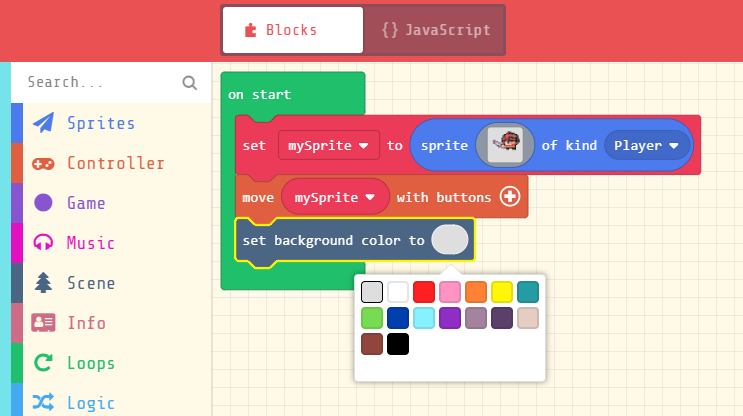 Blocks
{} JavaScript
Search...
Sprites
Controller
Game
Music
Scene
Info
Loops
Logic
on start
set mySprite to sprite of kind Player
move mySprite with buttons
set background color to